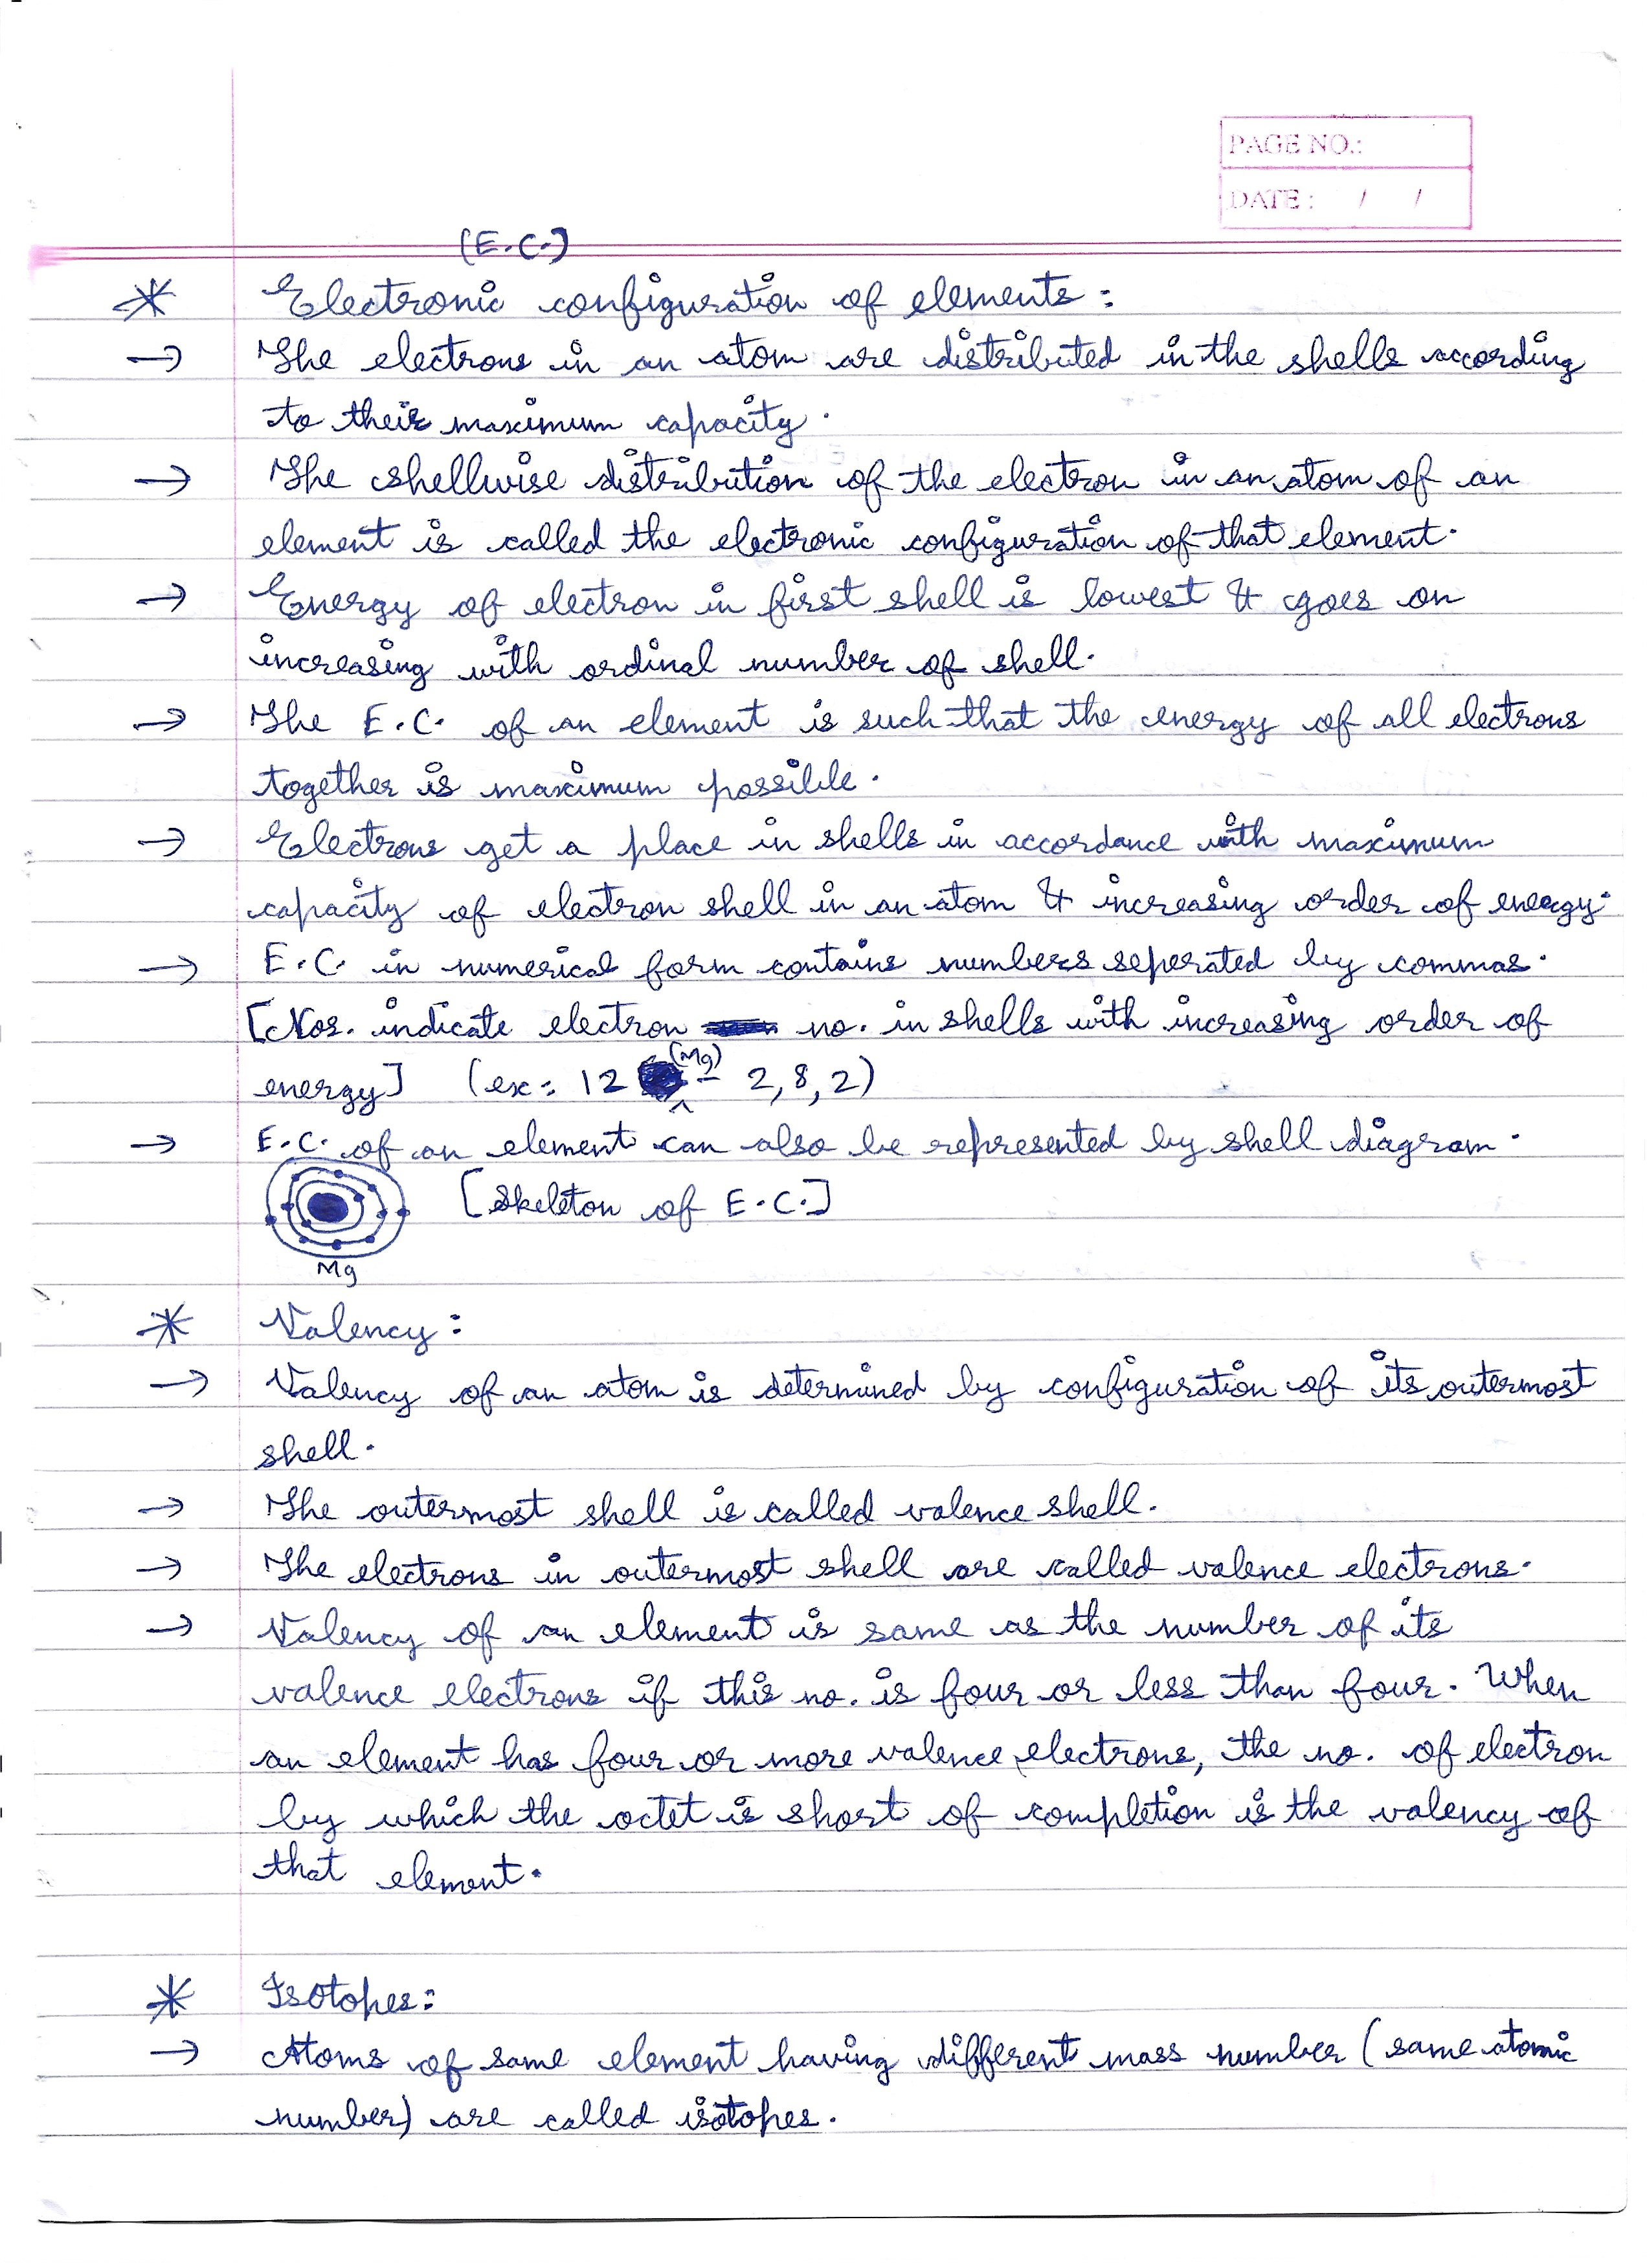 PAGE NO.:
DATE : / /
(E.C.)
* Electronic configuration of elements :
→ The electrons in an atom are distributed in the shells according
to their maximum capacity.
→ The shellwise distribution of the electron in an atom of an
element is called the electronic configuration of that element.
→ Energy of electron in first shell is lowest & goes on
increasing with ordinal number of shell.
→ The E.C. of an element is such that the energy of all electrons
together is maximum possible.
→ Electrons get a place in shells in accordance with maximum
capacity of electron shell in an atom & increasing order of energy.
→ E.C. in numerical form contains numbers seperated by commas.
[Nos. indicate electron no. in shells with increasing order of
energy] (ex: 12 (Mg) - 2, 8, 2)
→ E.C. of an element can also be represented by shell diagram.
[Skeleton of E.C.]
Mg
* Valency :
→ Valency of an atom is determined by configuration of its outermost
shell.
→ The outermost shell is called valence shell.
→ The electrons in outermost shell are called valence electrons.
→ Valency of an element is same as the number of its
valence electrons if this no. is four or less than four. When
an element has four or more valence electrons, the no. of electron
by which the octet is short of completion is the valency of
that element.
* Isotopes :
→ Atoms of same element having different mass number (same atomic
number) are called isotopes.